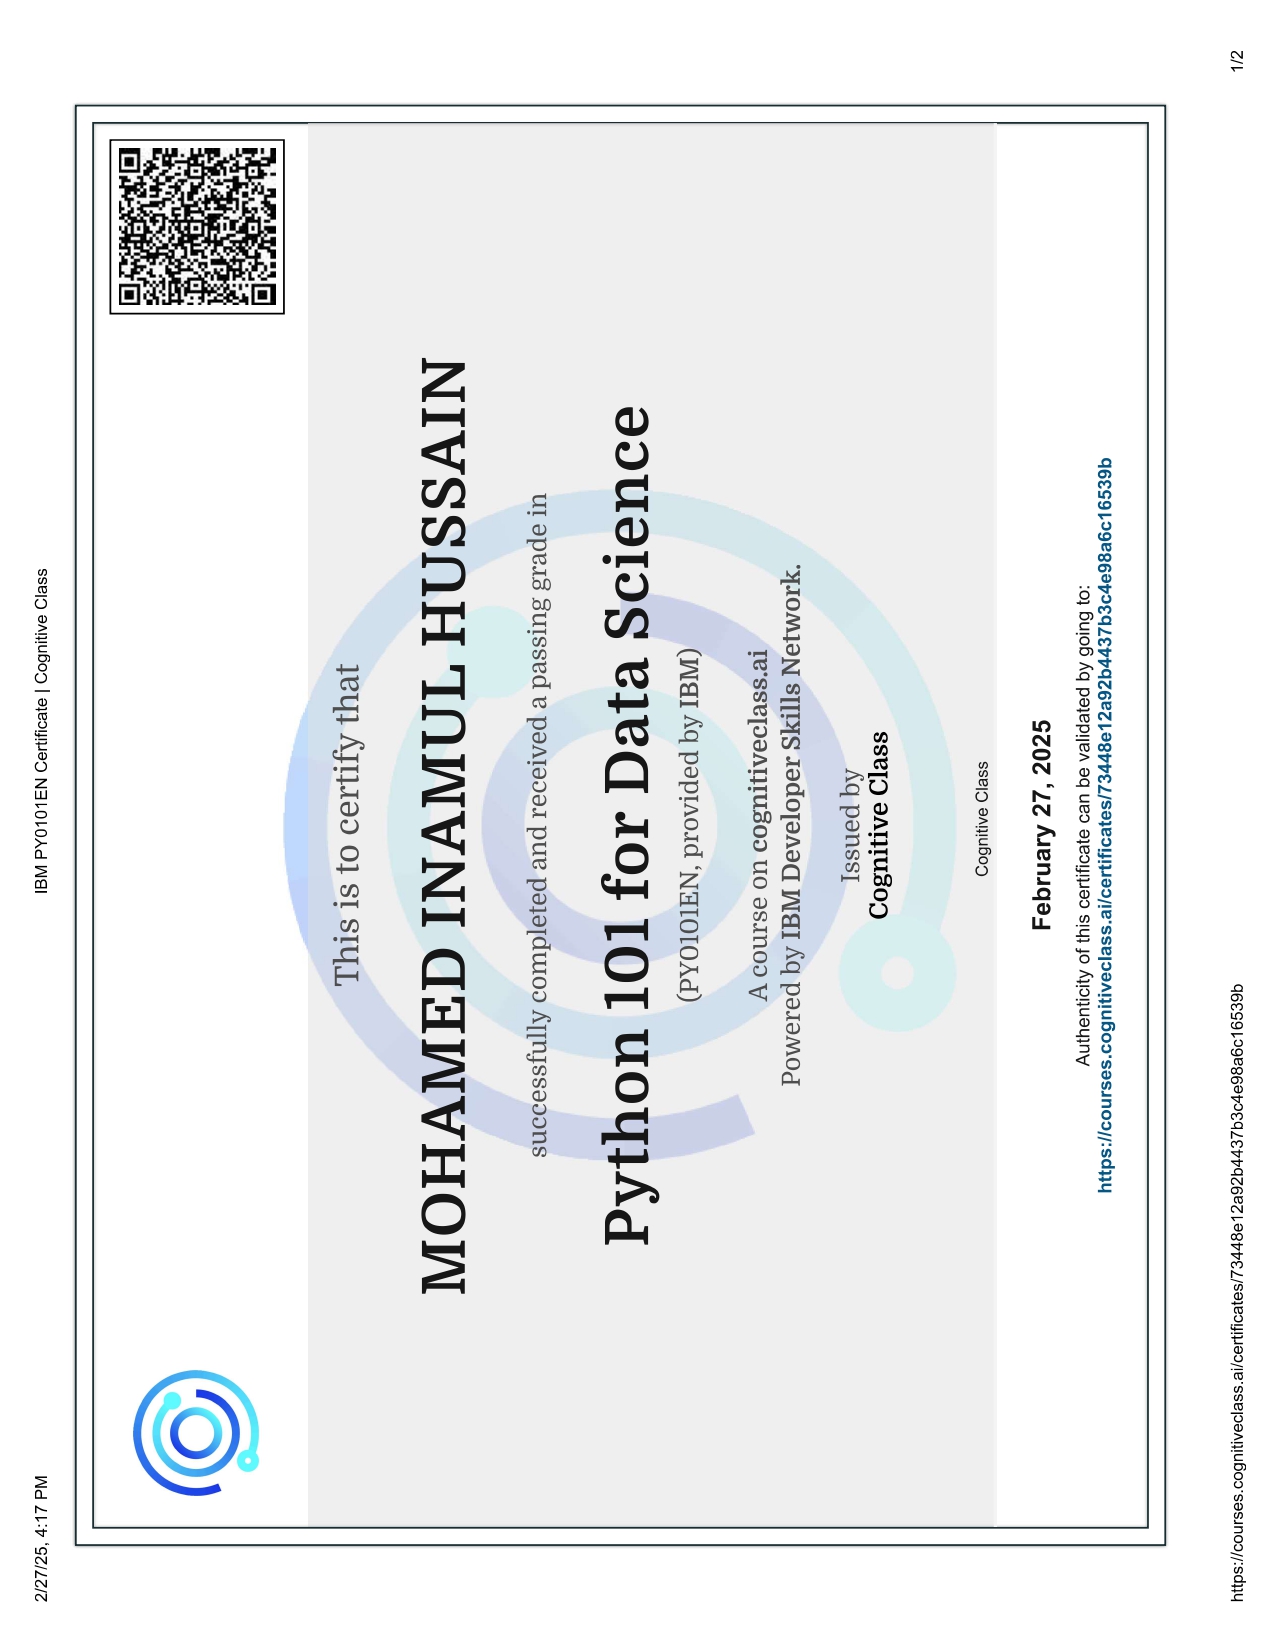 2/27/25, 4:17 PM
IBM PY0101EN Certificate | Cognitive Class
This is to certify that
MOHAMED INAMUL HUSSAIN
successfully completed and received a passing grade in
Python 101 for Data Science
(PY0101EN, provided by IBM)
A course on cognitiveclass.ai
Powered by IBM Developer Skills Network.
Issued by
Cognitive Class
Cognitive Class
February 27, 2025
Authenticity of this certificate can be validated by going to:
https://courses.cognitiveclass.ai/certificates/73448e12a92b4437b3c4e98a6c16539b
https://courses.cognitiveclass.ai/certificates/73448e12a92b4437b3c4e98a6c16539b
1/2